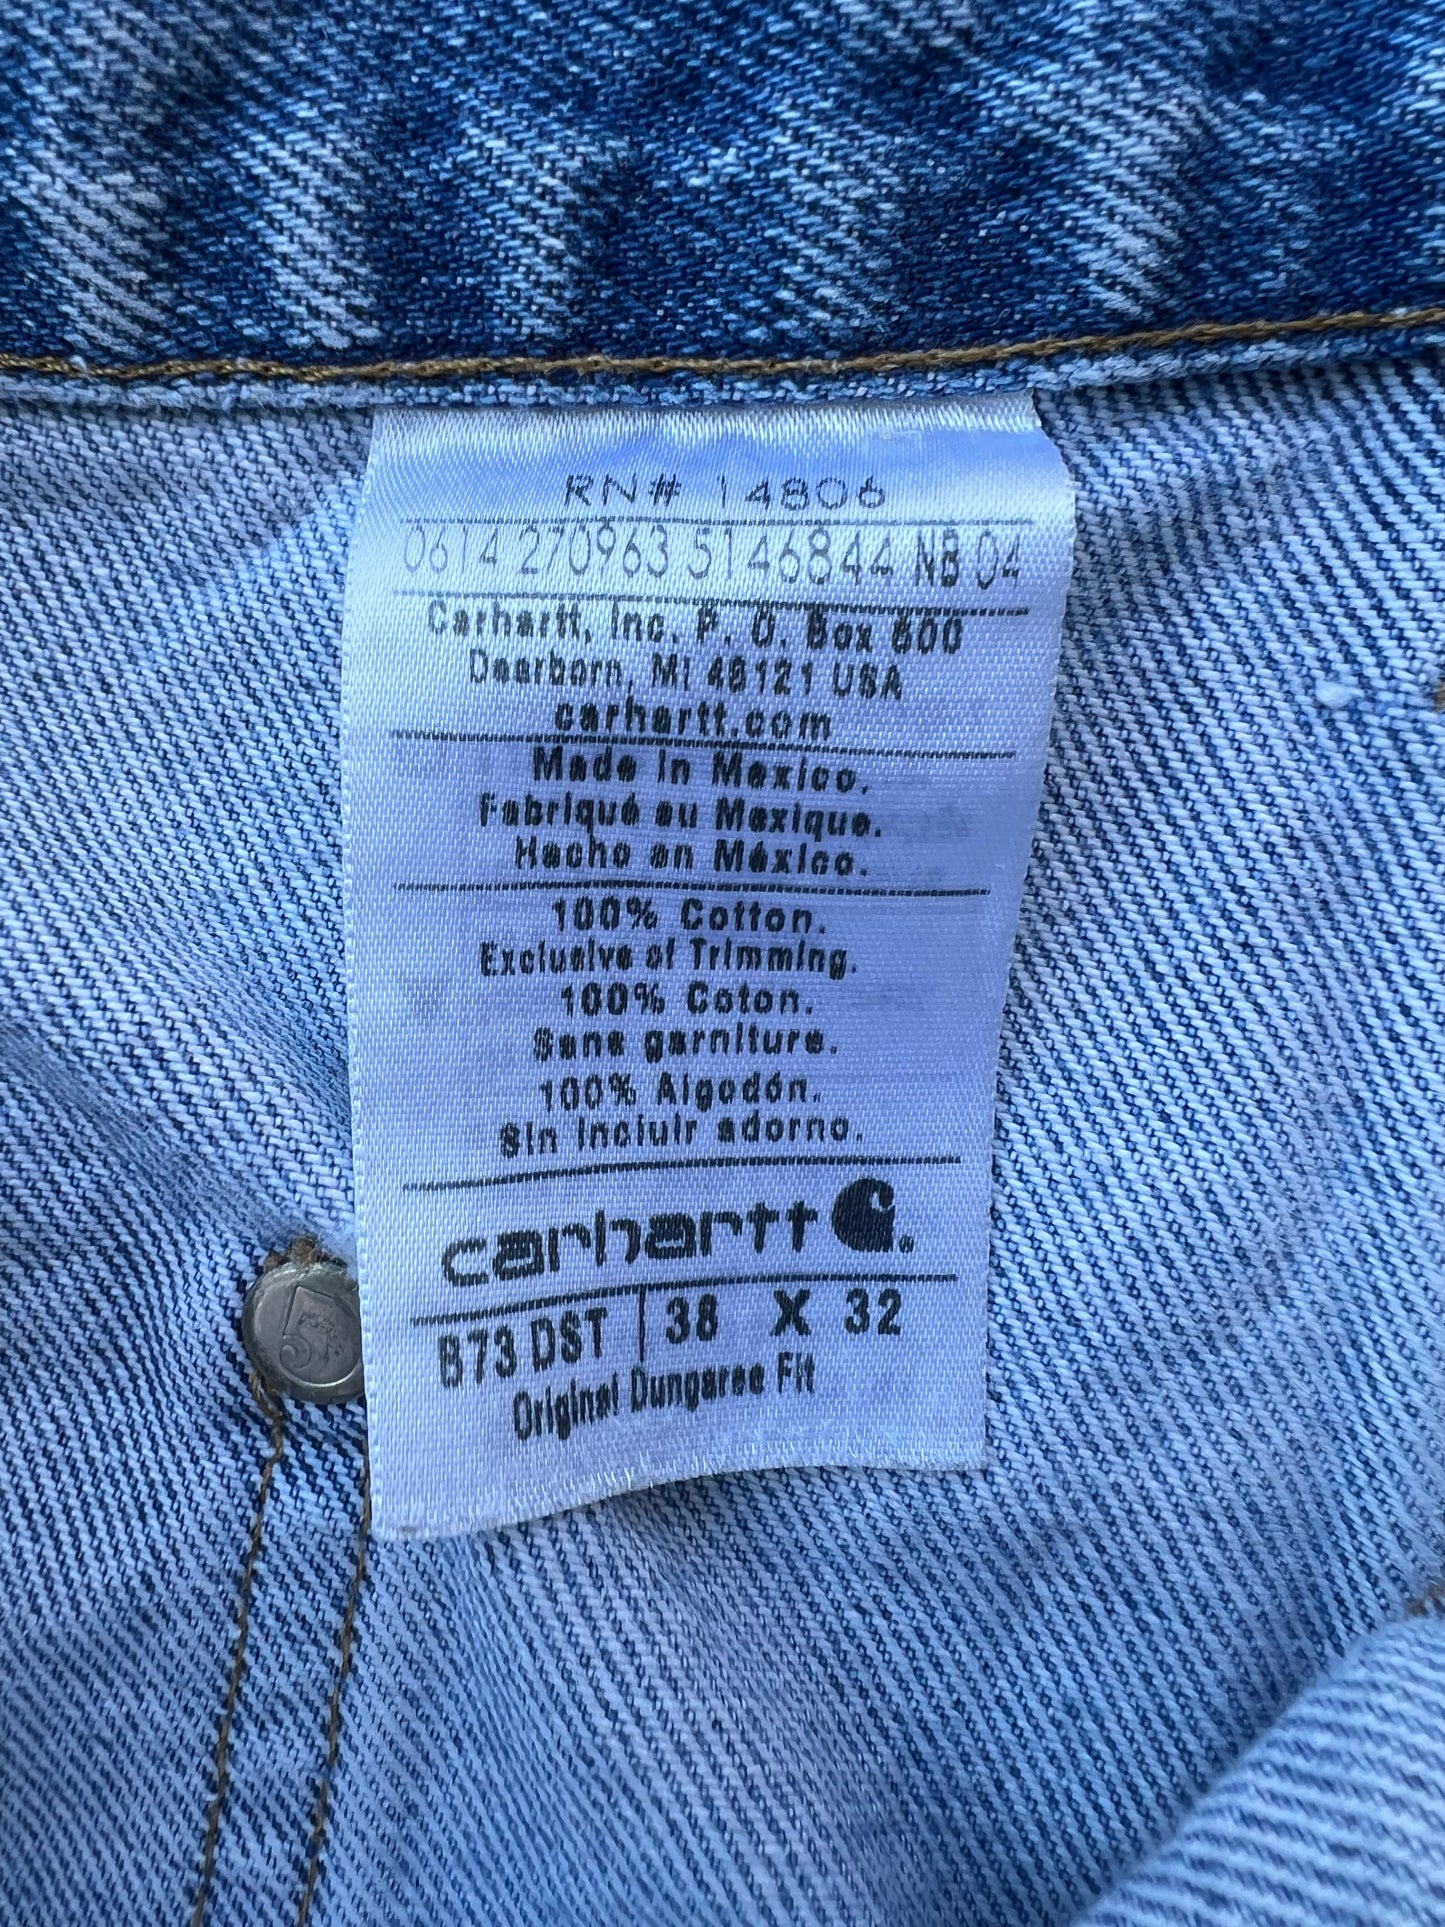 RN# 14806
0614 270963 5146844 NB 04
Carhartt, Inc. P. O. Box 600
Dearborn, MI 48121 USA
carhartt.com
Made in Mexico.
Fabriqué au Mexique.
Hecho en México.
100% Cotton.
Exclusive of Trimming.
100% Coton.
Sans garniture.
100% Algodón.
Sin incluir adorno.
carhartt
B73 DST | 38 X 32
Original Dungaree Fit
5